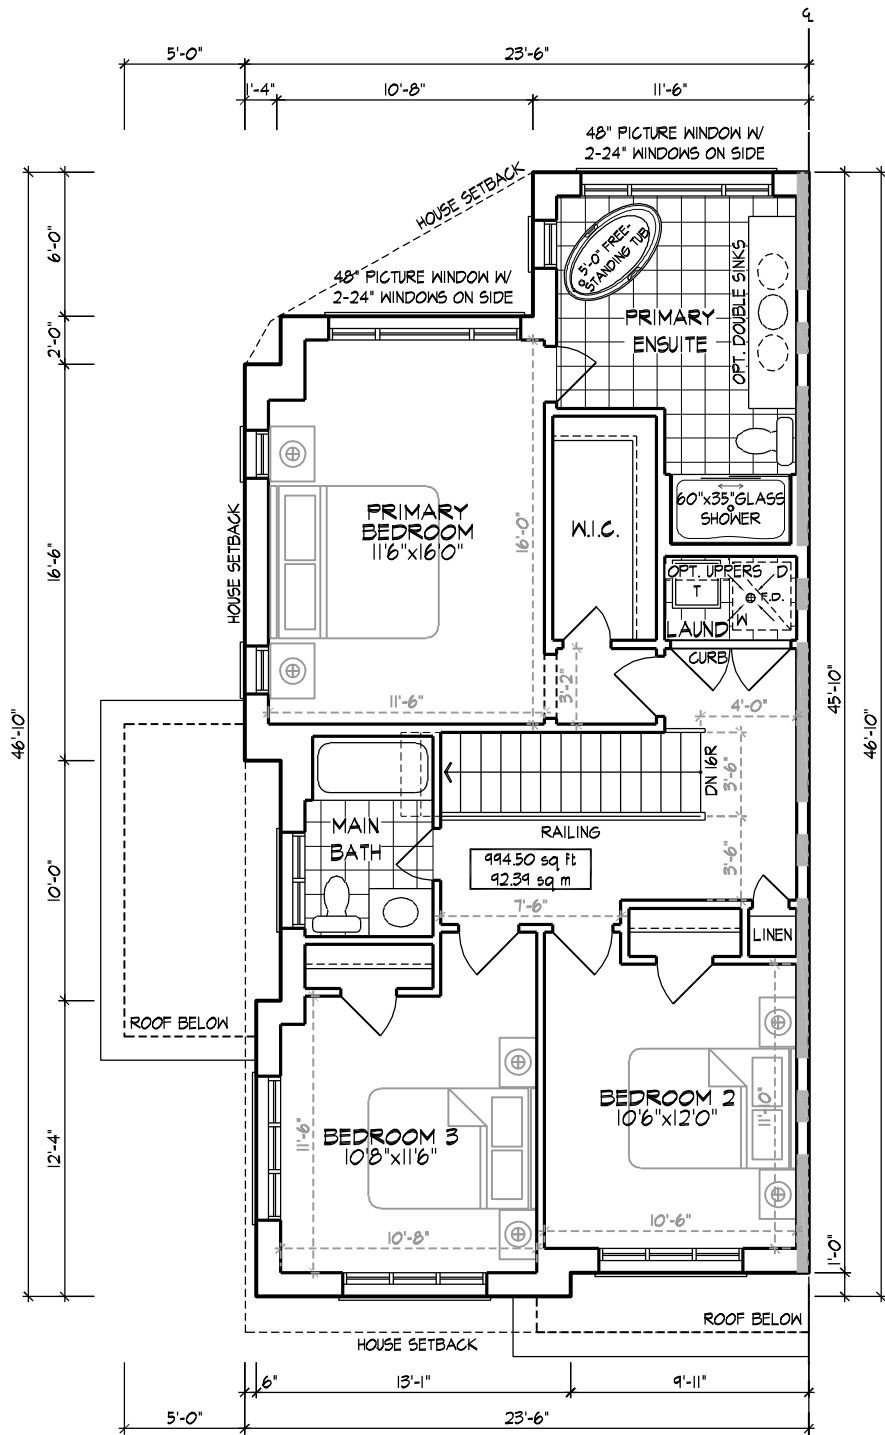 ℄
5'-0"
23'-6"
1'-4"
10'-8"
11'-6"
48" PICTURE WINDOW W/
2-24" WINDOWS ON SIDE
HOUSE SETBACK
6'-0"
5'-0" FREE-
STANDING TUB
OPT. DOUBLE SINKS
48" PICTURE WINDOW W/
2-24" WINDOWS ON SIDE
PRIMARY
ENSUITE
2'-0"
HOUSE SETBACK
16'-6"
PRIMARY
BEDROOM
11'6"x16'0"
16'-0"
W.I.C.
60"x35"GLASS
SHOWER
OPT. UPPERS
D
T
F.D.
W
LAUND
CURB
3'-2"
11'-6"
4'-0"
45'-10"
46'-10"
46'-10"
DN 16R
3'-6"
RAILING
MAIN
BATH
994.50 sq ft
92.39 sq m
3'-6"
10'-0"
7'-6"
LINEN
ROOF BELOW
BEDROOM 2
10'6"x12'0"
11'-0"
BEDROOM 3
10'8"x11'6"
11'-6"
12'-4"
10'-8"
10'-6"
1'-0"
ROOF BELOW
HOUSE SETBACK
6"
13'-1"
9'-11"
5'-0"
23'-6"